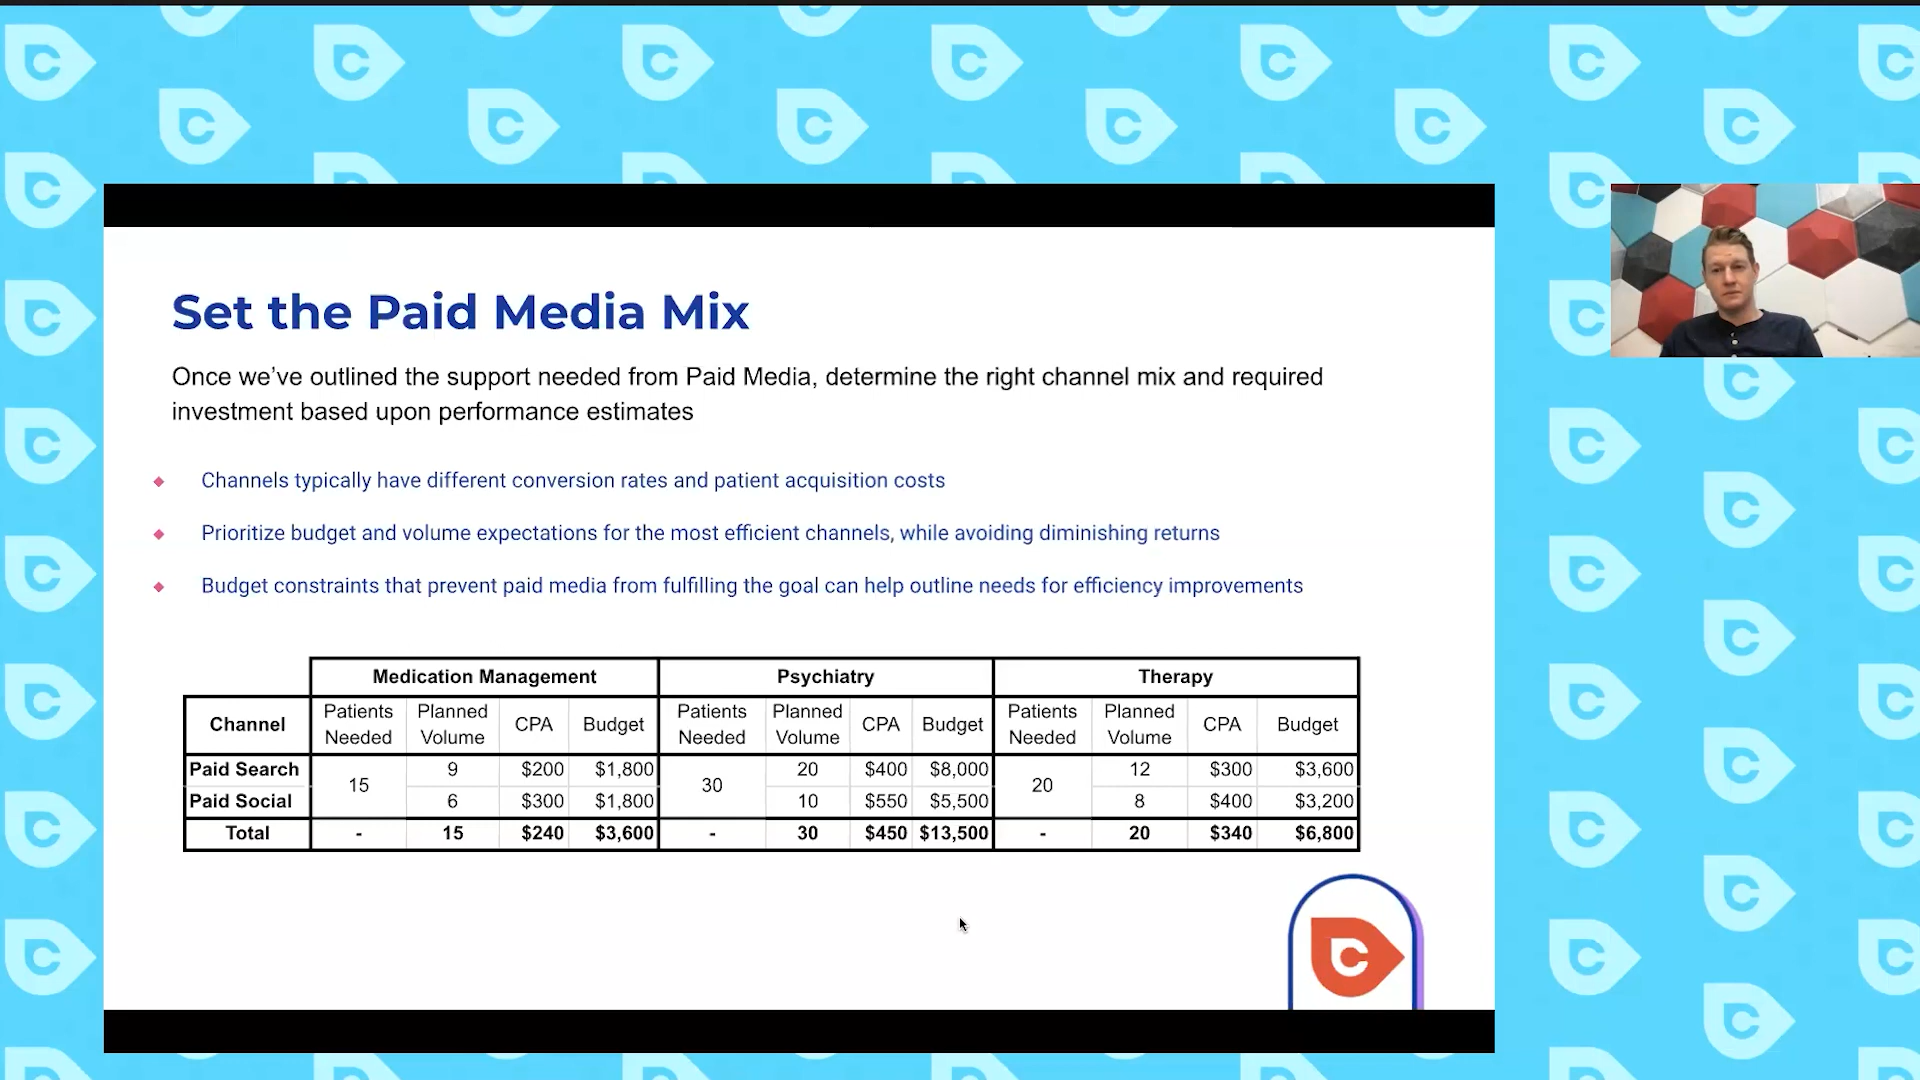 Set the Paid Media Mix
Once we’ve outlined the support needed from Paid Media, determine the right channel mix and required
investment based upon performance estimates
Channels typically have different conversion rates and patient acquisition costs
Prioritize budget and volume expectations for the most efficient channels, while avoiding diminishing returns
Budget constraints that prevent paid media from fulfilling the goal can help outline needs for efficiency improvements
Medication Management Psychiatry Therapy
Channel Patients Needed Planned Volume CPA Budget Patients Needed Planned Volume CPA Budget Patients Needed Planned Volume CPA Budget
Paid Search 15 9 $200 $1,800 30 20 $400 $8,000 20 12 $300 $3,600
Paid Social 6 $300 $1,800 10 $550 $5,500 8 $400 $3,200
Total - 15 $240 $3,600 - 30 $450 $13,500 - 20 $340 $6,800